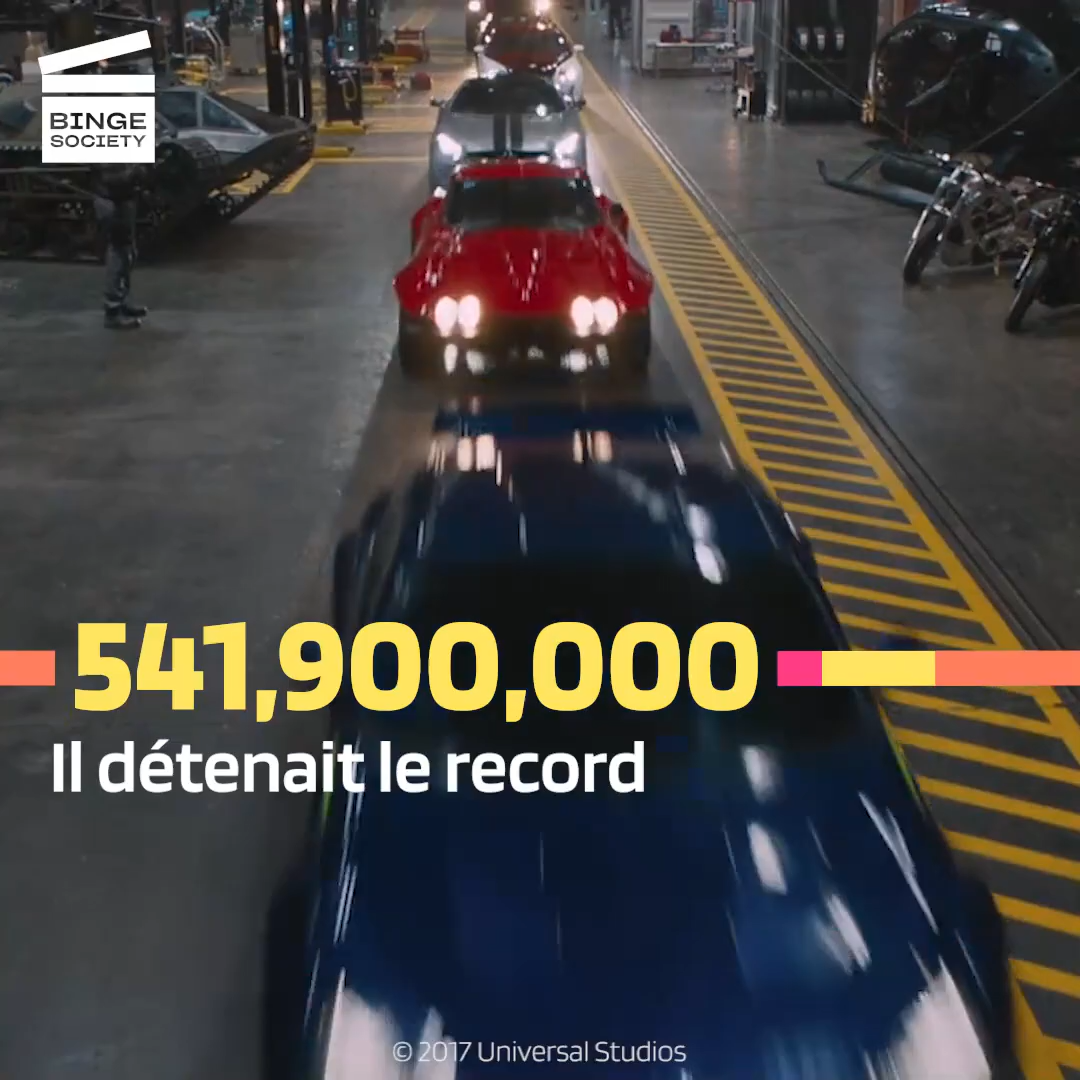 BINGE
SOCIETY
541,900,000
Il détenait le record
© 2017 Universal Studios